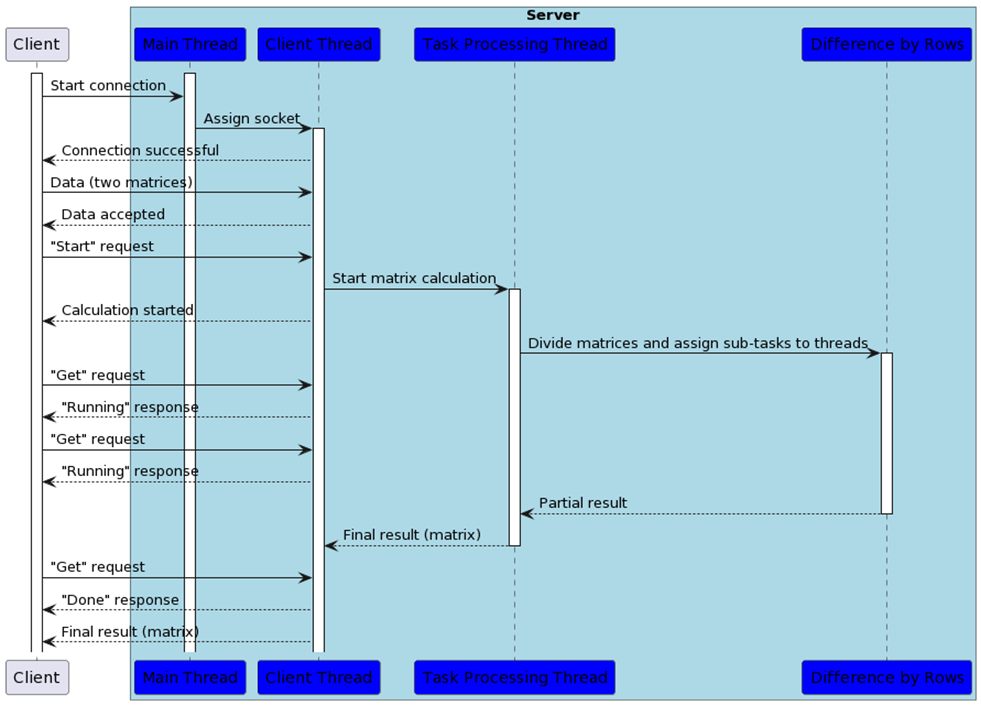 Server
Client
Main Thread
Client Thread
Task Processing Thread
Difference by Rows
Start connection
Assign socket
Connection successful
Data (two matrices)
Data accepted
"Start" request
Start matrix calculation
Calculation started
Divide matrices and assign sub-tasks to threads
"Get" request
"Running" response
"Get" request
"Running" response
Partial result
Final result (matrix)
"Get" request
"Done" response
Final result (matrix)
Client
Main Thread
Client Thread
Task Processing Thread
Difference by Rows